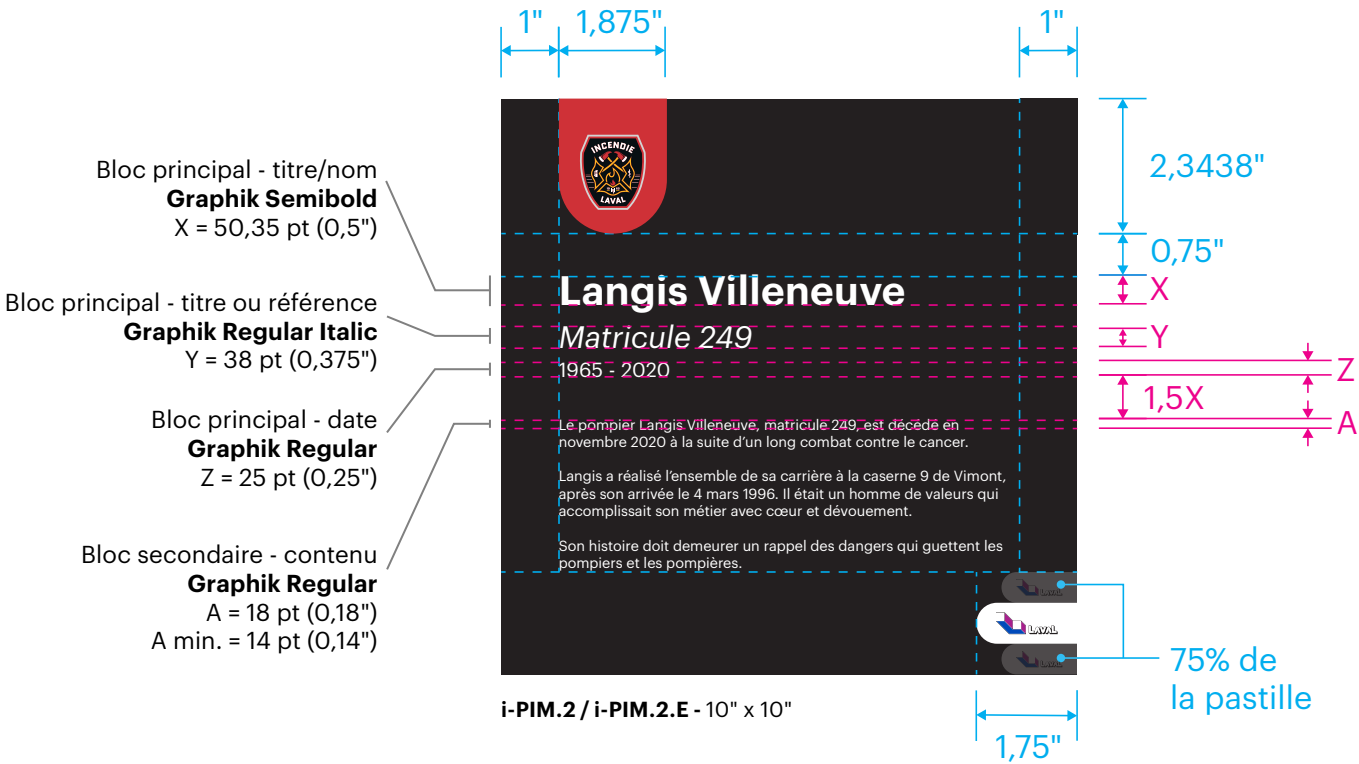 1" 1,875" 1"
Bloc principal - titre/nom
Graphik Semibold
X = 50,35 pt (0,5")
Bloc principal - titre ou référence
Graphik Regular Italic
Y = 38 pt (0,375")
Bloc principal - date
Graphik Regular
Z = 25 pt (0,25")
Bloc secondaire - contenu
Graphik Regular
A = 18 pt (0,18")
A min. = 14 pt (0,14")
INCENDIE
LAVAL
Langis Villeneuve
Matricule 249
1965 - 2020
Le pompier Langis Villeneuve, matricule 249, est décédé en
novembre 2020 à la suite d'un long combat contre le cancer.
Langis a réalisé l'ensemble de sa carrière à la caserne 9 de Vimont,
après son arrivée le 4 mars 1996. Il était un homme de valeurs qui
accomplissait son métier avec cœur et dévouement.
Son histoire doit demeurer un rappel des dangers qui guettent les
pompiers et les pompières.
LAVAL
LAVAL
LAVAL
2,3438"
0,75"
X
Y
Z
1,5X
A
75% de
la pastille
i-PIM.2 / i-PIM.2.E - 10" x 10"
1,75"